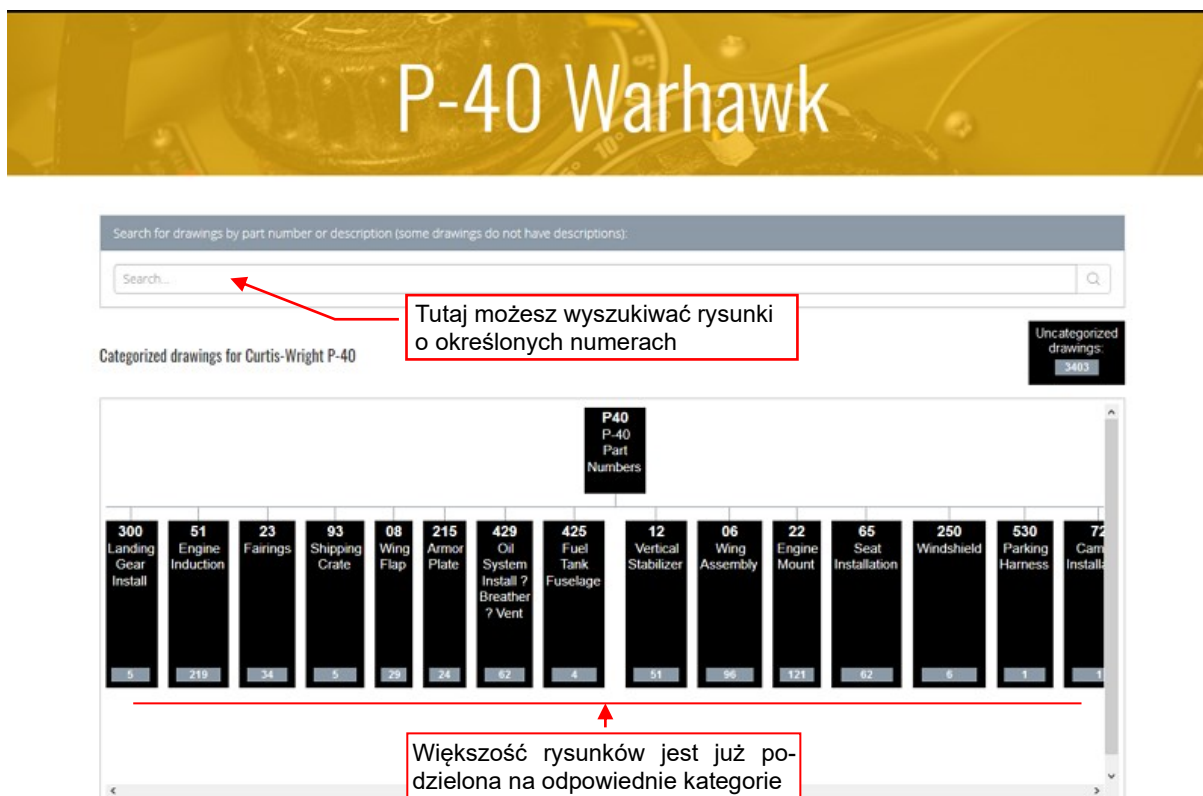 P-40 Warhawk
Search for drawings by part number or description (some drawings do not have descriptions):
Search...
Tutaj możesz wyszukiwać rysunki
o określonych numerach
Categorized drawings for Curtis-Wright P-40
Uncategorized
drawings:
3403
P40
P-40
Part
Numbers
300
Landing
Gear
Install
5
51
Engine
Induction
219
23
Fairings
34
93
Shipping
Crate
5
08
Wing
Flap
29
215
Armor
Plate
24
429
Oil
System
Install ?
Breather
? Vent
62
425
Fuel
Tank
Fuselage
4
12
Vertical
Stabilizer
51
06
Wing
Assembly
96
22
Engine
Mount
121
65
Seat
Installation
62
250
Windshield
6
530
Parking
Harness
1
72
Cam
Installa
1
Większość rysunków jest już po-
dzielona na odpowiednie kategorie